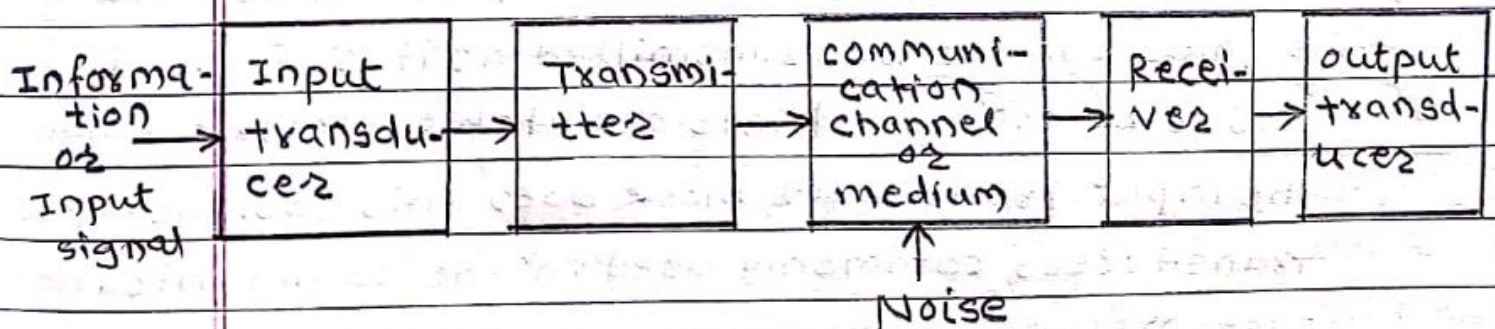 Informa-
tion
or
Input
signal
Input
transdu-
cer
Transmi-
tter
communi-
cation
channel
or
medium
Recei-
ver
output
transd-
ucer
Noise